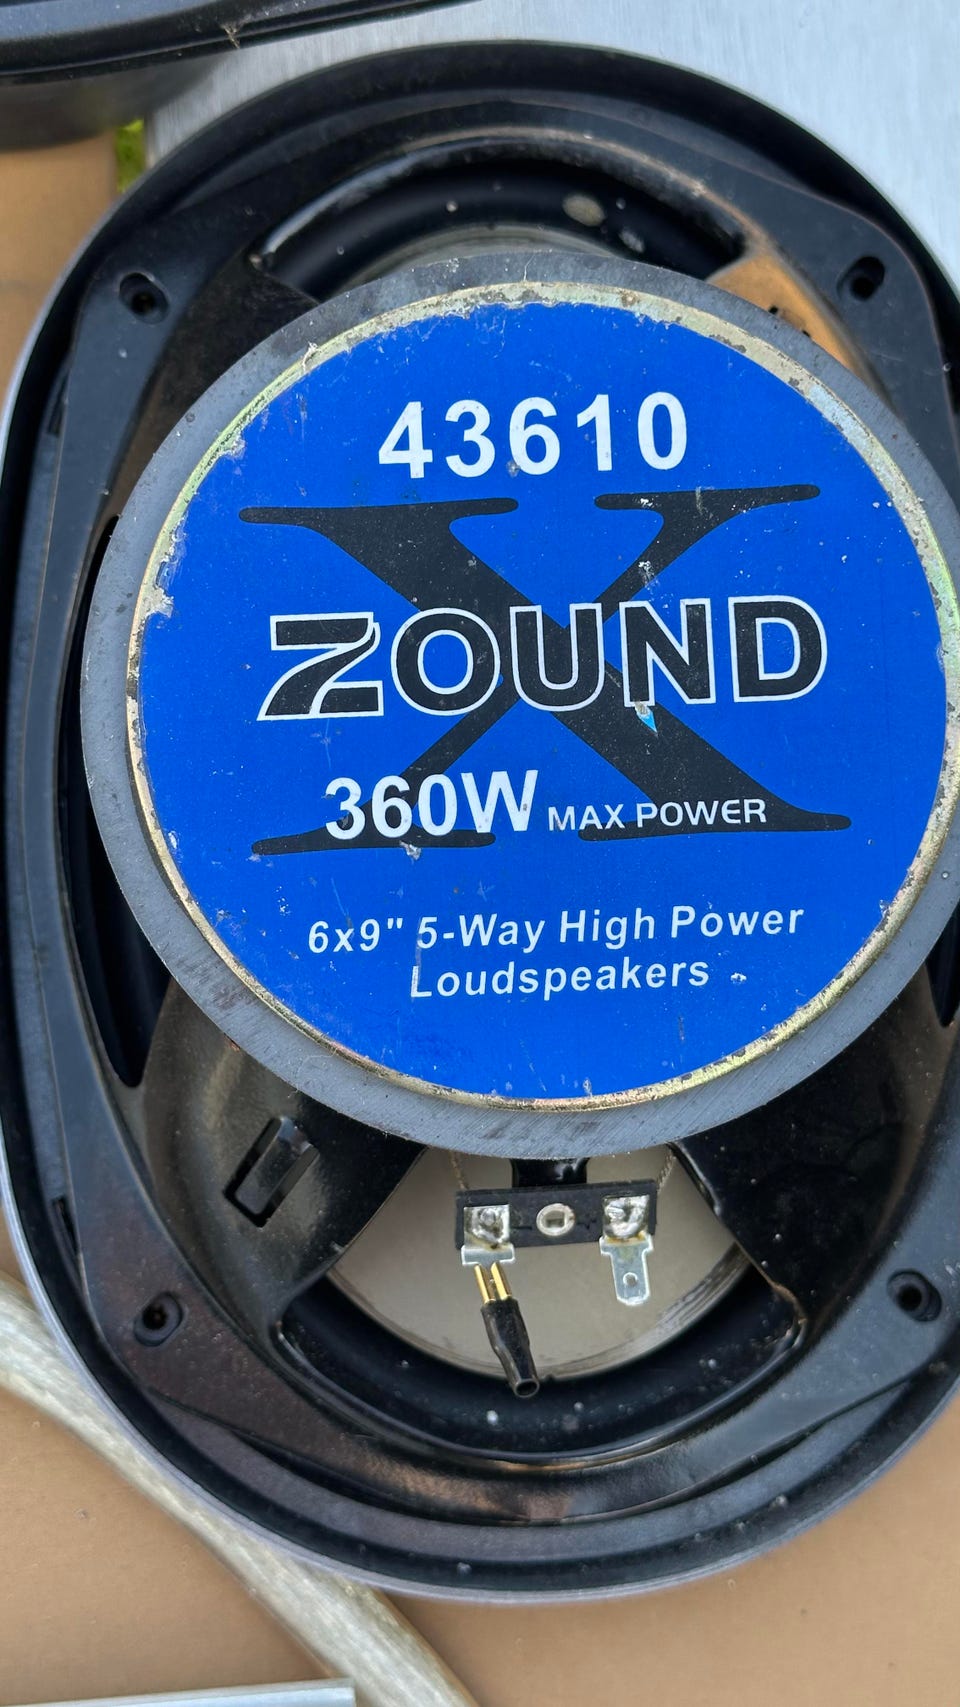 43610
X
ZOUND
360W MAX POWER
6x9" 5-Way High Power
Loudspeakers